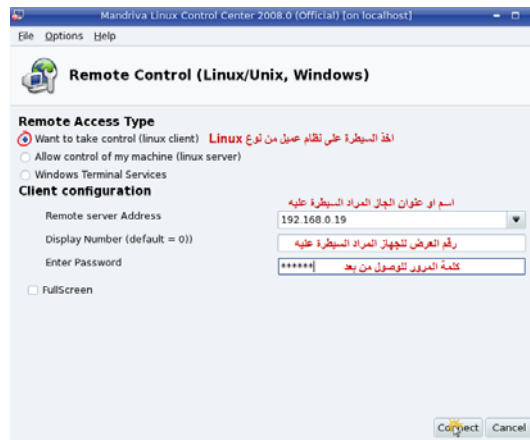 Mandriva Linux Control Center 2008.0 (Official) [on localhost]
File Options Help
Remote Control (Linux/Unix, Windows)
Remote Access Type
Want to take control (linux client) اخذ السيطرة على نظام عميل من نوع Linux
Allow control of my machine (linux server)
Windows Terminal Services
Client configuration
اسم او عنوان الجاز المراد السيطرة عليه
Remote server Address 192.168.0.19
Display Number (default = 0)) رقم العرض للجهاز المراد السيطرة عليه
Enter Password ****** كلمة المرور للوصول من بعد
FullScreen
Connect Cancel